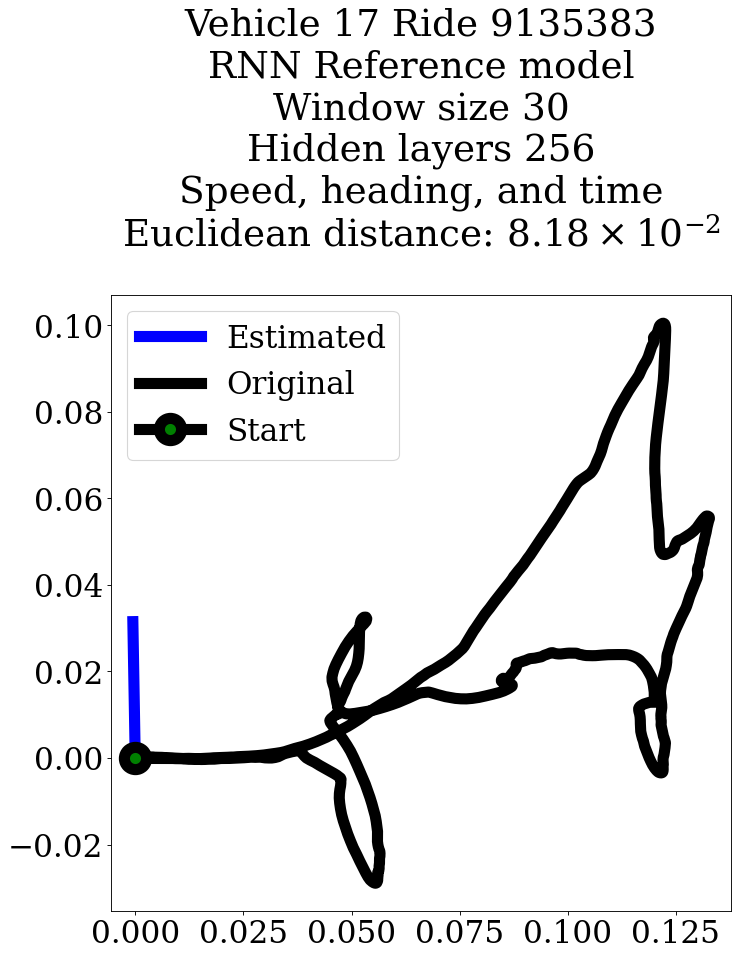 Vehicle 17 Ride 9135383
RNN Reference model
Window size 30
Hidden layers 256
Speed, heading, and time
Euclidean distance: 8.18 × 10⁻²
Estimated
Original
Start
0.10
0.08
0.06
0.04
0.02
0.00
−0.02
0.000 0.025 0.050 0.075 0.100 0.125